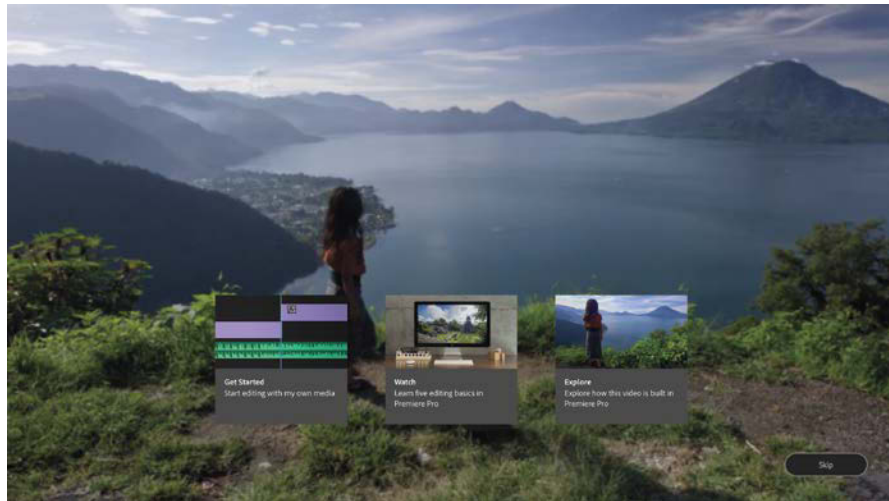 Get Started
Start editing with my own media
Watch
Learn five editing basics in
Premiere Pro
Explore
Explore how this video is built in
Premiere Pro
Skip